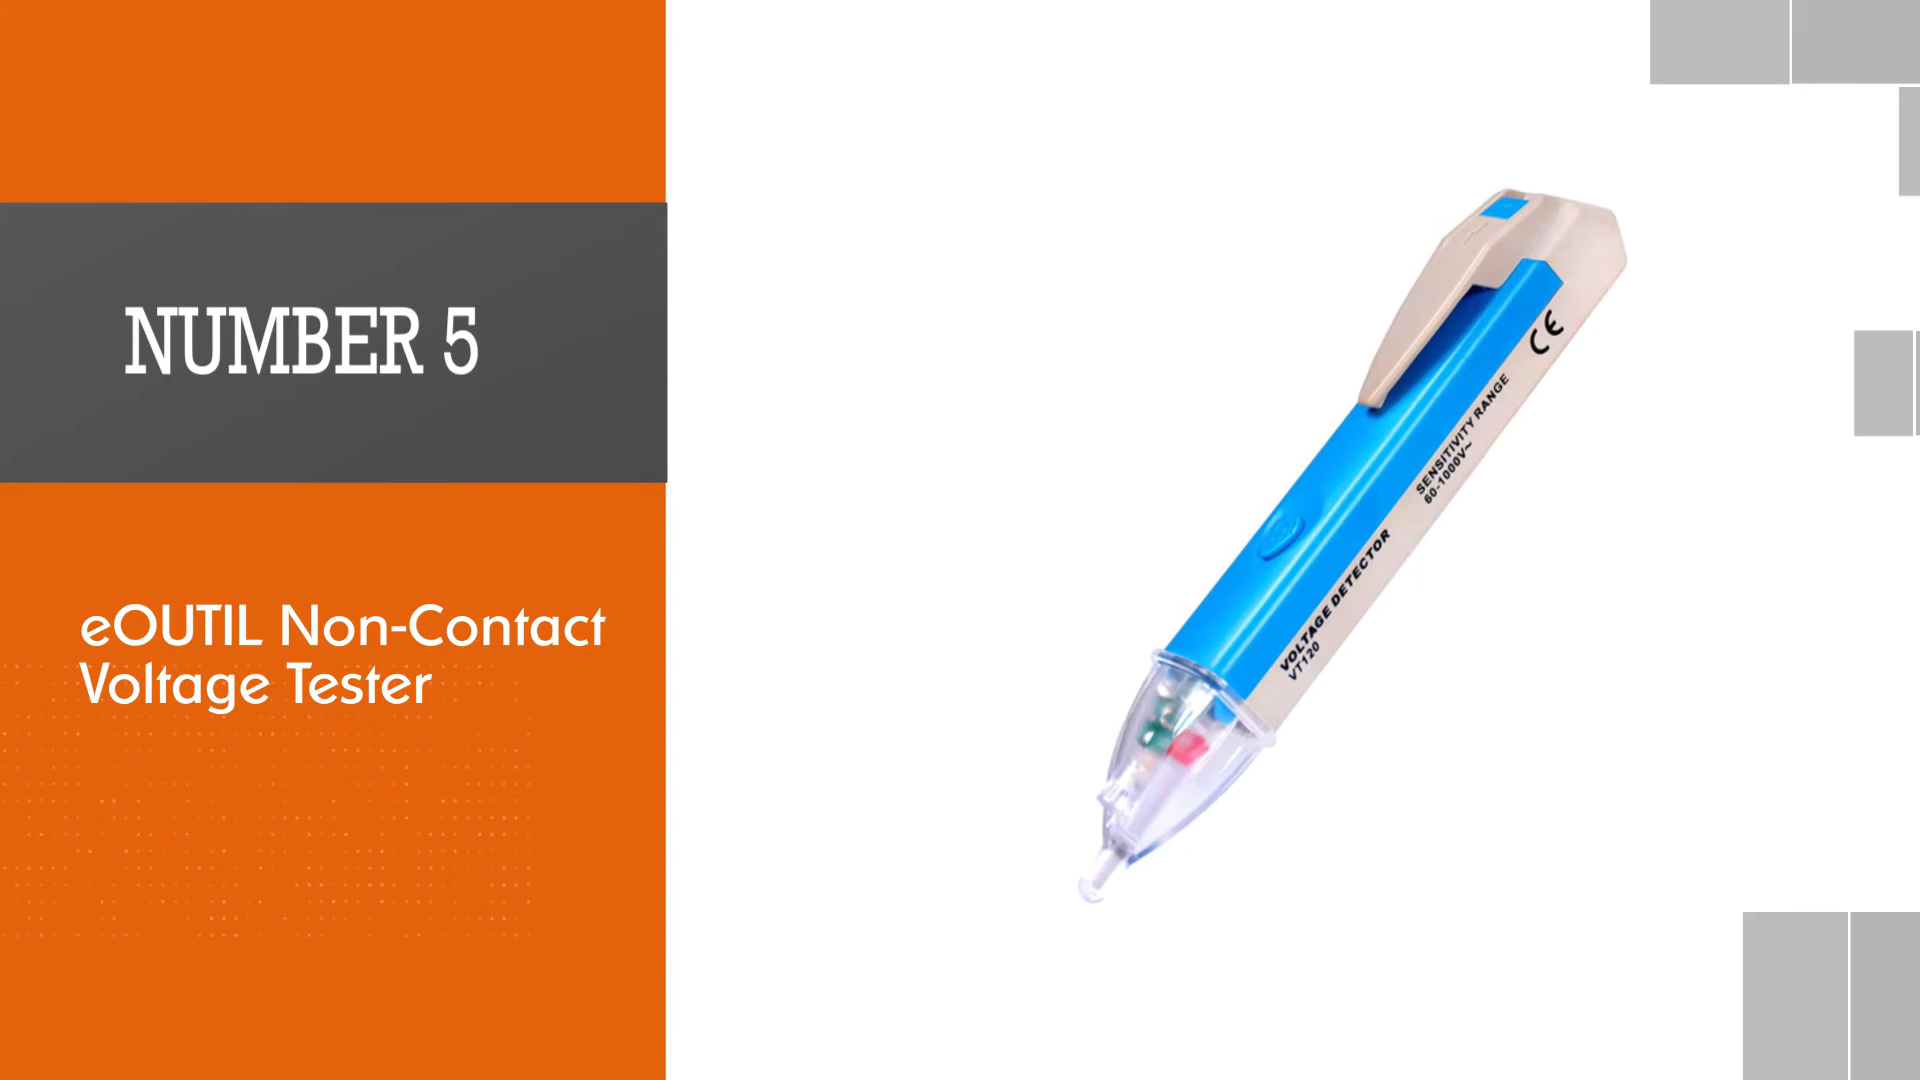 NUMBER 5
eOUTIL Non-Contact
Voltage Tester
CE
SENSITIVITY RANGE
60-1000V~
VOLTAGE DETECTOR
VT120